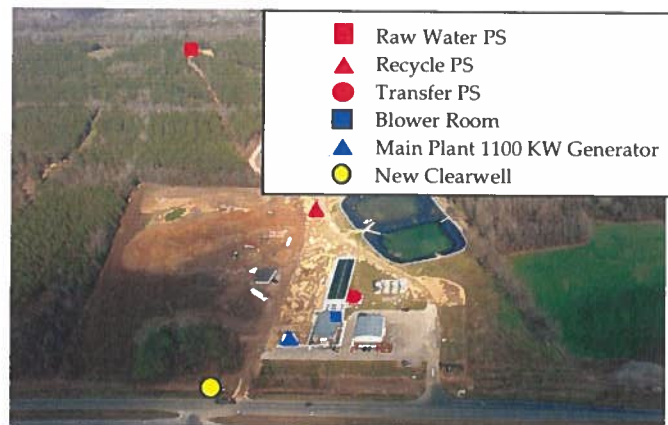 Raw Water PS
Recycle PS
Transfer PS
Blower Room
Main Plant 1100 KW Generator
New Clearwell